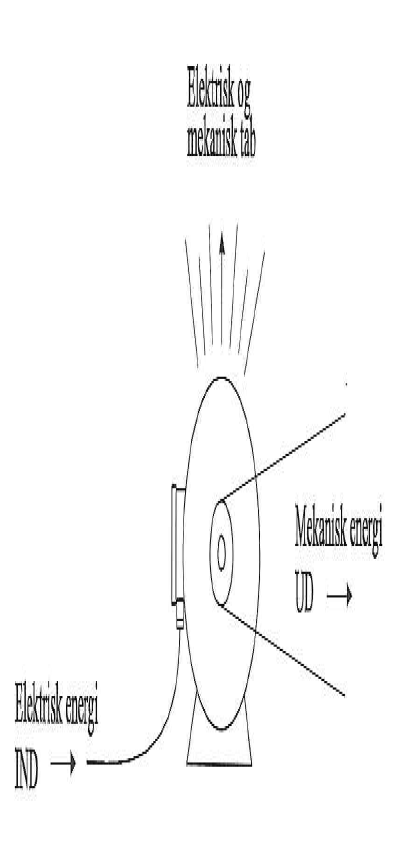 Elektrisk og
mekanisk tab
Mekanisk energi
UD
Elektrisk energi
IND